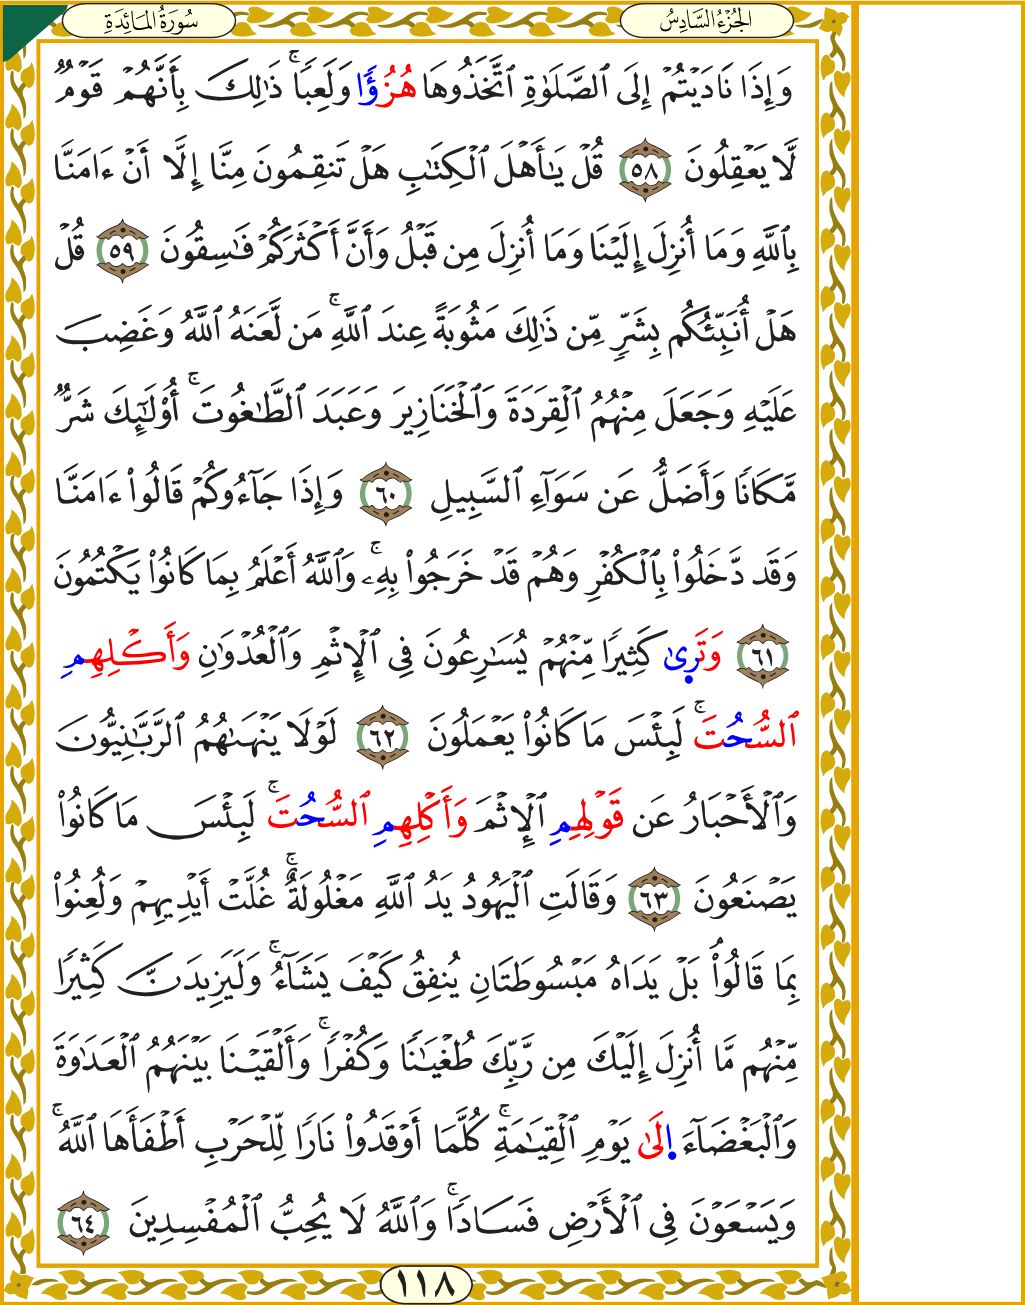 الجُزْءُ السَّادِسُ
سُورَةُ المَائِدَةِ
وَإِذَا نَادَيْتُمْ إِلَى ٱلصَّلَوٰةِ ٱتَّخَذُوهَا هُزُؤًا وَلَعِبًاۚ ذَٰلِكَ بِأَنَّهُمْ قَوْمٌ
لَّا يَعْقِلُونَ ٥٨ قُلْ يَـٰٓأَهْلَ ٱلْكِتَـٰبِ هَلْ تَنقِمُونَ مِنَّا إِلَّا أَنْ ءَامَنَّا
بِٱللَّهِ وَمَا أُنزِلَ إِلَيْنَا وَمَا أُنزِلَ مِن قَبْلُ وَأَنَّ أَكْثَرَكُمْ فَـٰسِقُونَ ٥٩ قُلْ
هَلْ أُنَبِّئُكُم بِشَرٍّ مِّن ذَٰلِكَ مَثُوبَةً عِندَ ٱللَّهِۚ مَن لَّعَنَهُ ٱللَّهُ وَغَضِبَ
عَلَيْهِ وَجَعَلَ مِنْهُمُ ٱلْقِرَدَةَ وَٱلْخَنَازِيرَ وَعَبَدَ ٱلطَّـٰغُوتَۚ أُوْلَـٰٓئِكَ شَرٌّ
مَّكَانًا وَأَضَلُّ عَن سَوَآءِ ٱلسَّبِيلِ ٦٠ وَإِذَا جَآءُوكُمْ قَالُوا۟ ءَامَنَّا
وَقَد دَّخَلُوا۟ بِٱلْكُفْرِ وَهُمْ قَدْ خَرَجُوا۟ بِهِۦۚ وَٱللَّهُ أَعْلَمُ بِمَا كَانُوا۟ يَكْتُمُونَ
٦١ وَتَرٜىٰ كَثِيرًا مِّنْهُمْ يُسَـٰرِعُونَ فِى ٱلْإِثْمِ وَٱلْعُدْوَٰنِ وَأَكْلِهِمِ
ٱلسُّحُتَۚ لَبِئْسَ مَا كَانُوا۟ يَعْمَلُونَ ٦٢ لَوْلَا يَنْهَىٰهُمُ ٱلرَّبَّـٰنِيُّونَ
وَٱلْأَحْبَارُ عَن قَوْلِهِمِ ٱلْإِثْمَ وَأَكْلِهِمِ ٱلسُّحُتَۚ لَبِئْسَ مَا كَانُوا۟
يَصْنَعُونَ ٦٣ وَقَالَتِ ٱلْيَهُودُ يَدُ ٱللَّهِ مَغْلُولَةٌۚ غُلَّتْ أَيْدِيهِمْ وَلُعِنُوا۟
بِمَا قَالُوا۟ بَلْ يَدَاهُ مَبْسُوطَتَانِ يُنفِقُ كَيْفَ يَشَآءُۚ وَلَيَزِيدَنَّ كَثِيرًا
مِّنْهُم مَّا أُنزِلَ إِلَيْكَ مِن رَّبِّكَ طُغْيَـٰنًا وَكُفْرًاۚ وَأَلْقَيْنَا بَيْنَهُمُ ٱلْعَدَاوَةَ
وَٱلْبَغْضَآءَ ا۪لَىٰ يَوْمِ ٱلْقِيَـٰمَةِۚ كُلَّمَا أَوْقَدُوا۟ نَارًا لِّلْحَرْبِ أَطْفَأَهَا ٱللَّهُۚ
وَيَسْعَوْنَ فِى ٱلْأَرْضِ فَسَادًاۚ وَٱللَّهُ لَا يُحِبُّ ٱلْمُفْسِدِينَ ٦٤
١١٨